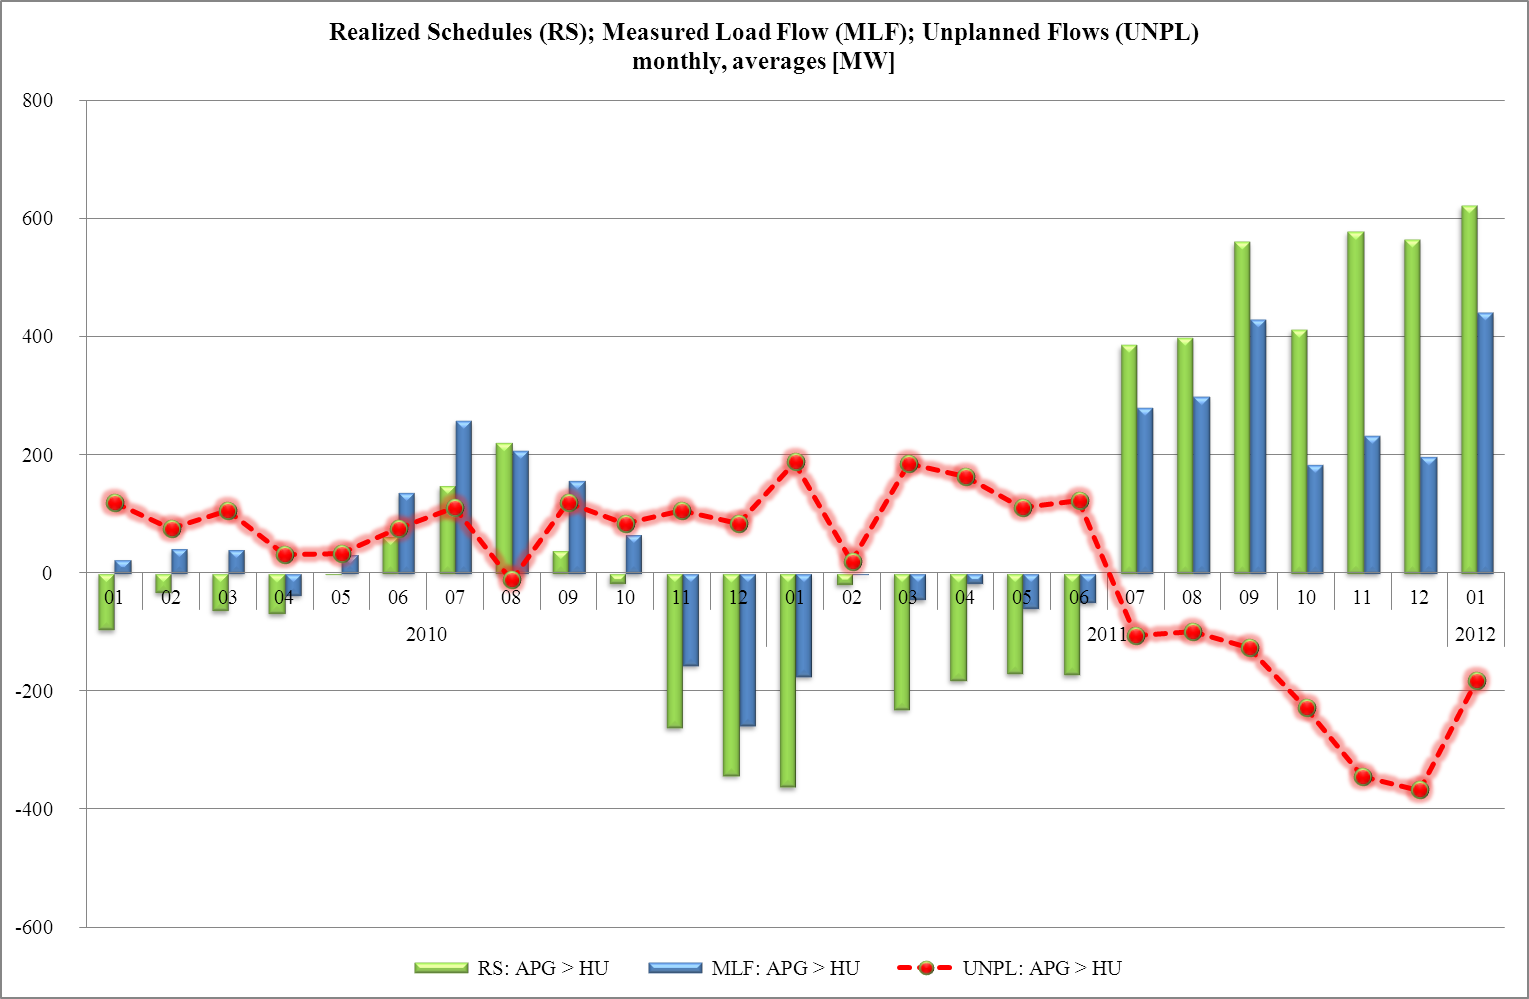 Realized Schedules (RS); Measured Load Flow (MLF); Unplanned Flows (UNPL)
monthly, averages [MW]
800
600
400
200
0
-200
-400
-600
01 02 03 04 05 06 07 08 09 10 11 12 01 02 03 04 05 06 07 08 09 10 11 12 01
2010 2011 2012
RS: APG > HU MLF: APG > HU UNPL: APG > HU